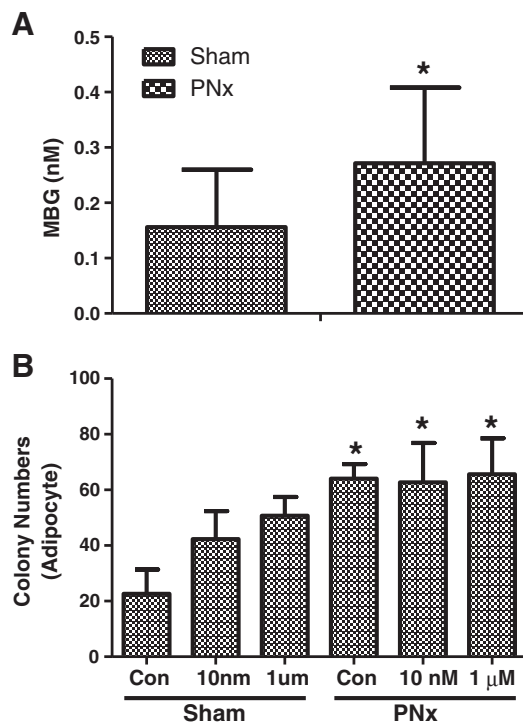 A
0.5
Sham
PNx
*
0.4
0.3
0.2
0.1
0.0
MBG (nM)
B
100
80
60
40
20
0
Colony Numbers
(Adipocyte)
* * *
Con 10nm 1um Con 10 nM 1 μM
Sham PNx